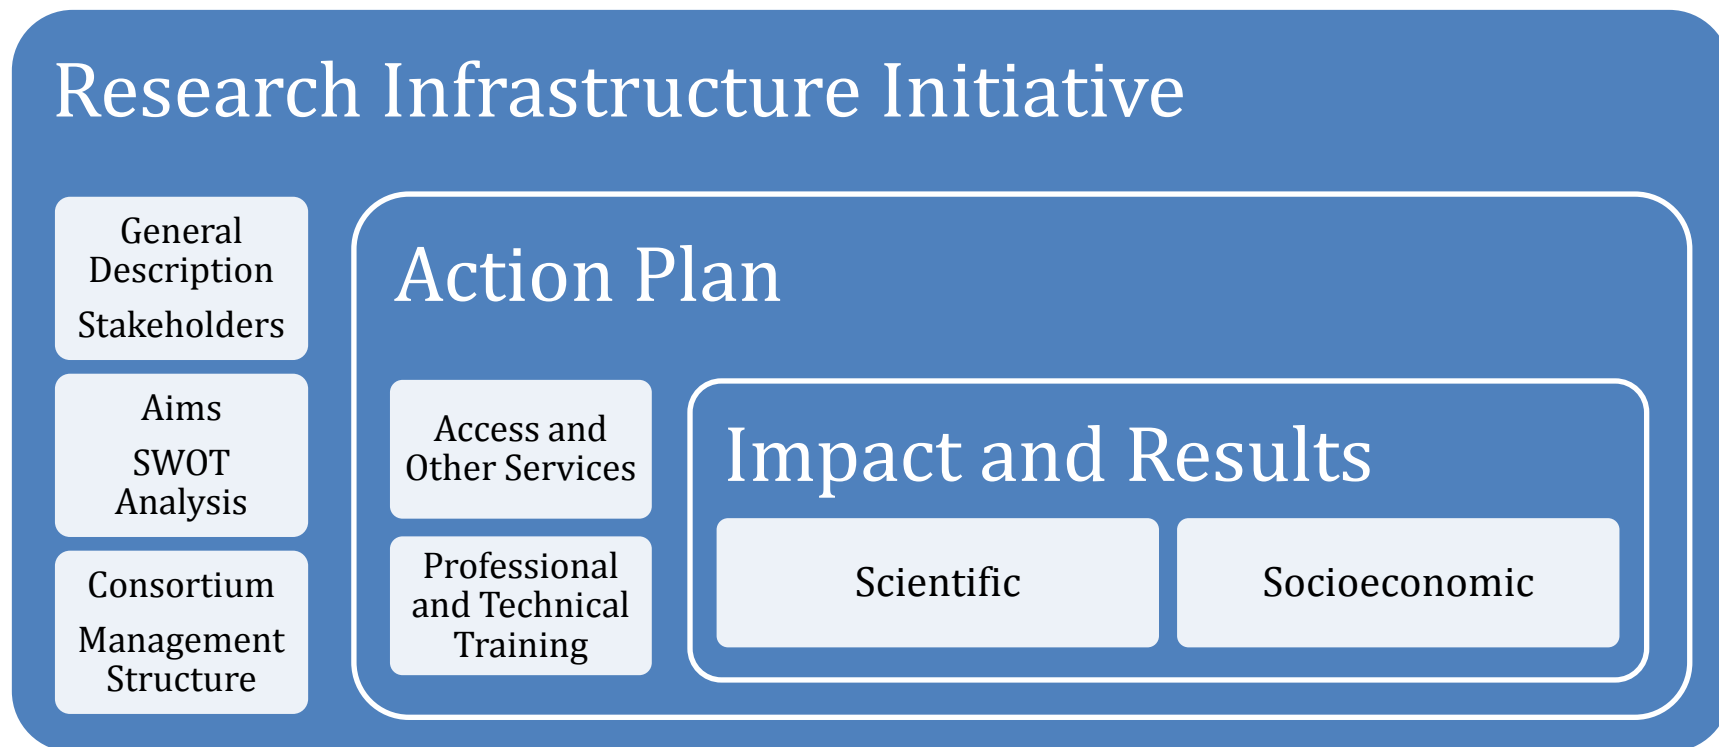 Research Infrastructure Initiative
General
Description
Stakeholders
Aims
SWOT
Analysis
Consortium
Management
Structure
Action Plan
Access and
Other Services
Professional
and Technical
Training
Impact and Results
Scientific
Socioeconomic